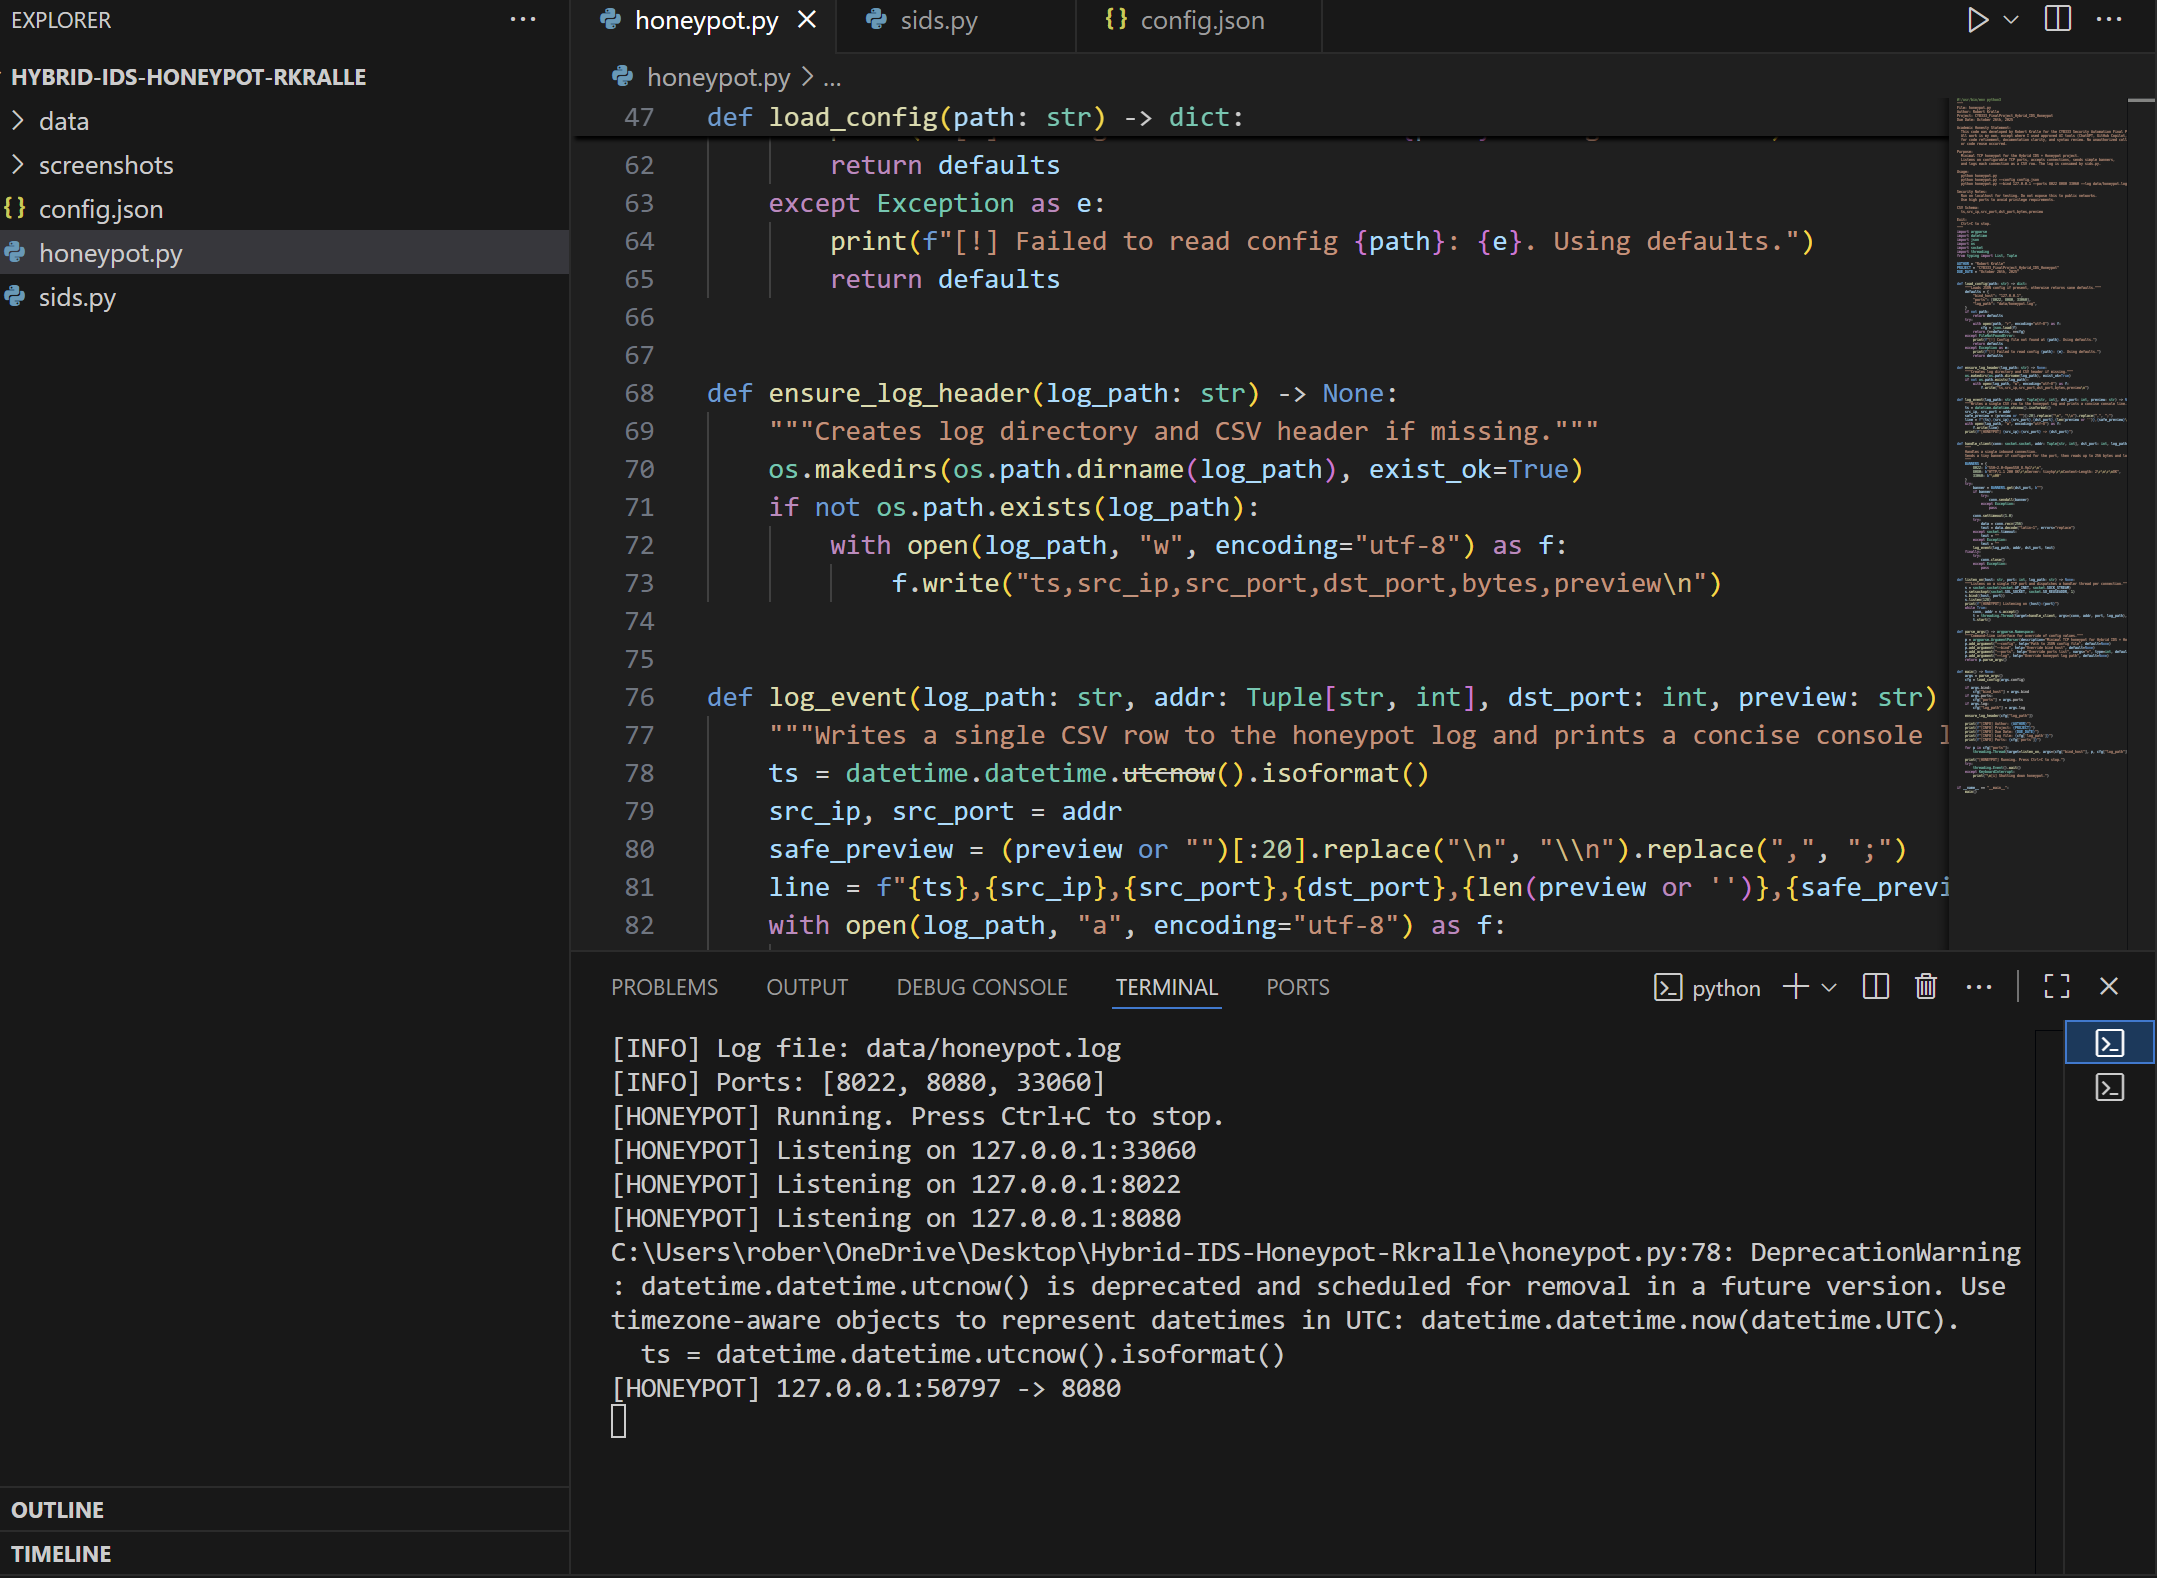 EXPLORER
HYBRID-IDS-HONEYPOT-RKRALLE
data
screenshots
{} config.json
honeypot.py
sids.py
OUTLINE
TIMELINE
honeypot.py
sids.py
{} config.json
honeypot.py > ...
47 def load_config(path: str) -> dict:
62 return defaults
63 except Exception as e:
64 print(f"[!] Failed to read config {path}: {e}. Using defaults.")
65 return defaults
66
67
68 def ensure_log_header(log_path: str) -> None:
69 """Creates log directory and CSV header if missing."""
70 os.makedirs(os.path.dirname(log_path), exist_ok=True)
71 if not os.path.exists(log_path):
72 with open(log_path, "w", encoding="utf-8") as f:
73 f.write("ts,src_ip,src_port,dst_port,bytes,preview\n")
74
75
76 def log_event(log_path: str, addr: Tuple[str, int], dst_port: int, preview: str)
77 """Writes a single CSV row to the honeypot log and prints a concise console l
78 ts = datetime.datetime.utcnow().isoformat()
79 src_ip, src_port = addr
80 safe_preview = (preview or "")[:20].replace("\n", "\\n").replace(",", ";")
81 line = f"{ts},{src_ip},{src_port},{dst_port},{len(preview or '')},{safe_previ
82 with open(log_path, "a", encoding="utf-8") as f:
PROBLEMS OUTPUT DEBUG CONSOLE TERMINAL PORTS
python
[INFO] Log file: data/honeypot.log
[INFO] Ports: [8022, 8080, 33060]
[HONEYPOT] Running. Press Ctrl+C to stop.
[HONEYPOT] Listening on 127.0.0.1:33060
[HONEYPOT] Listening on 127.0.0.1:8022
[HONEYPOT] Listening on 127.0.0.1:8080
C:\Users\rober\OneDrive\Desktop\Hybrid-IDS-Honeypot-Rkralle\honeypot.py:78: DeprecationWarning
: datetime.datetime.utcnow() is deprecated and scheduled for removal in a future version. Use
timezone-aware objects to represent datetimes in UTC: datetime.datetime.now(datetime.UTC).
ts = datetime.datetime.utcnow().isoformat()
[HONEYPOT] 127.0.0.1:50797 -> 8080